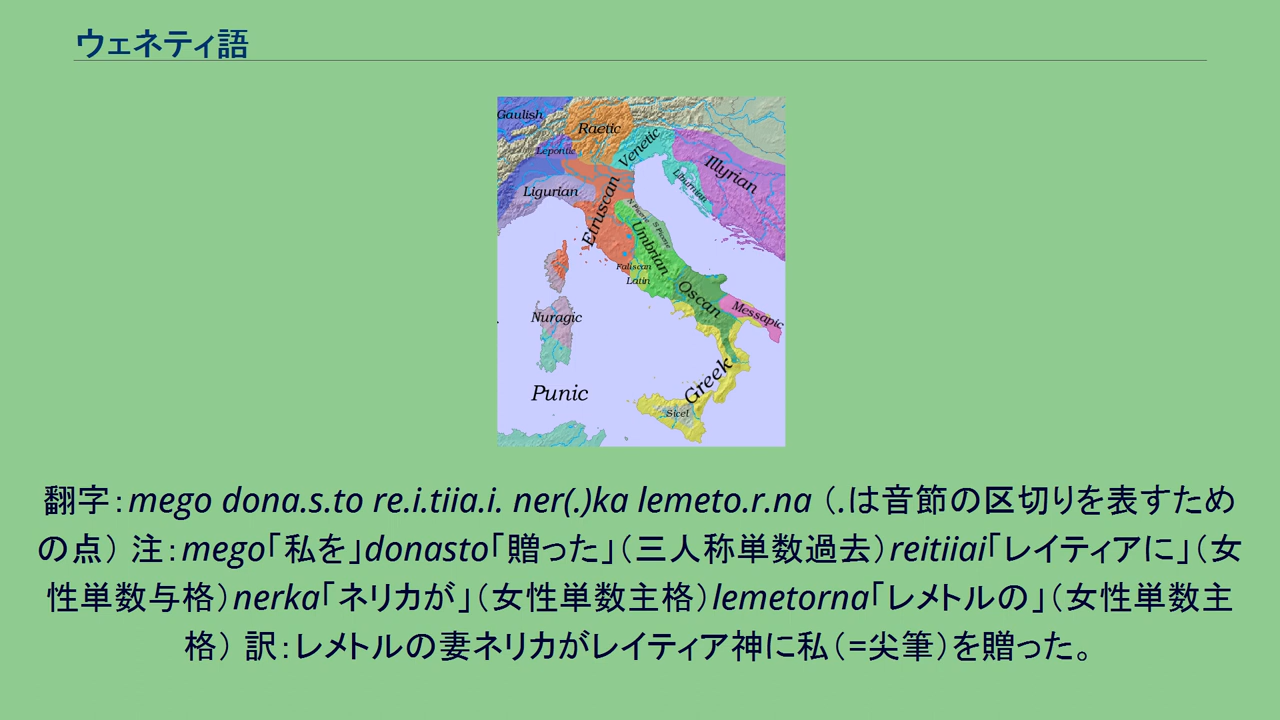 ウェネティ語
Gaulish
Raetic
Lepontic
Venetic
Illyrian
Liburnian
Ligurian
Etruscan
N Picene
S Picene
Umbrian
Faliscan
Latin
Oscan
Messapic
Nuragic
Greek
Punic
Sicel
翻字：mego dona.s.to re.i.tiia.i. ner(.)ka lemeto.r.na（.は音節の区切りを表すため
の点） 注：mego「私を」donasto「贈った」（三人称単数過去）reitiiai「レイティアに」（女
性単数与格）nerka「ネリカが」（女性単数主格）lemetorna「レメトルの」（女性単数主
格） 訳：レメトルの妻ネリカがレイティア神に私（=尖筆）を贈った。